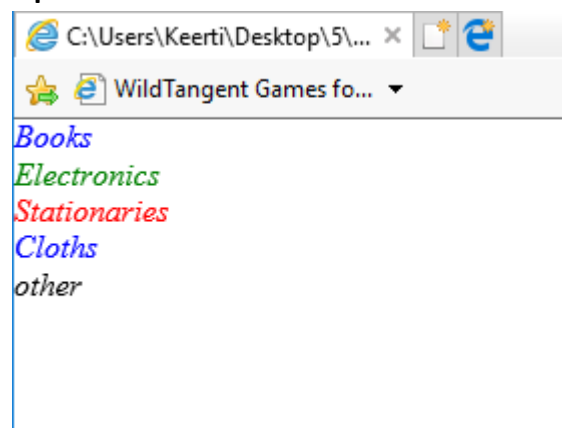 C:\Users\Keerti\Desktop\5\...
WildTangent Games fo...
Books
Electronics
Stationaries
Cloths
other